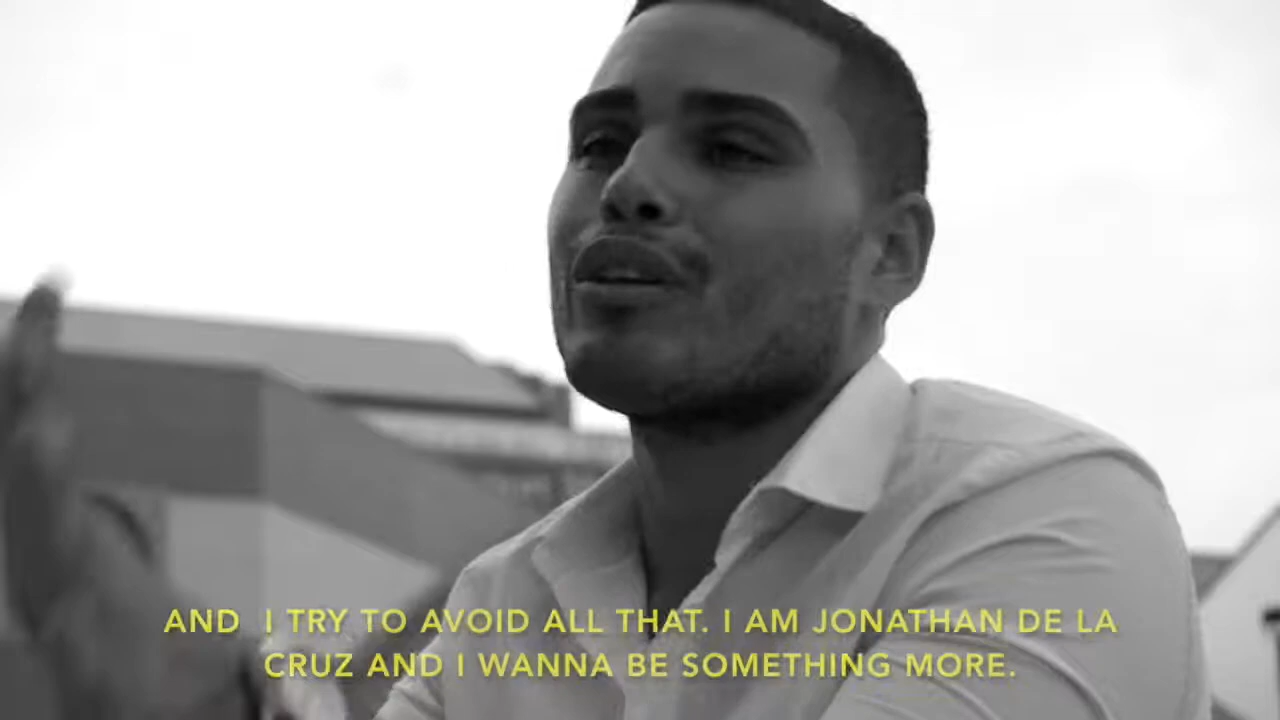 AND  I TRY TO AVOID ALL THAT. I AM JONATHAN DE LA
CRUZ AND I WANNA BE SOMETHING MORE.